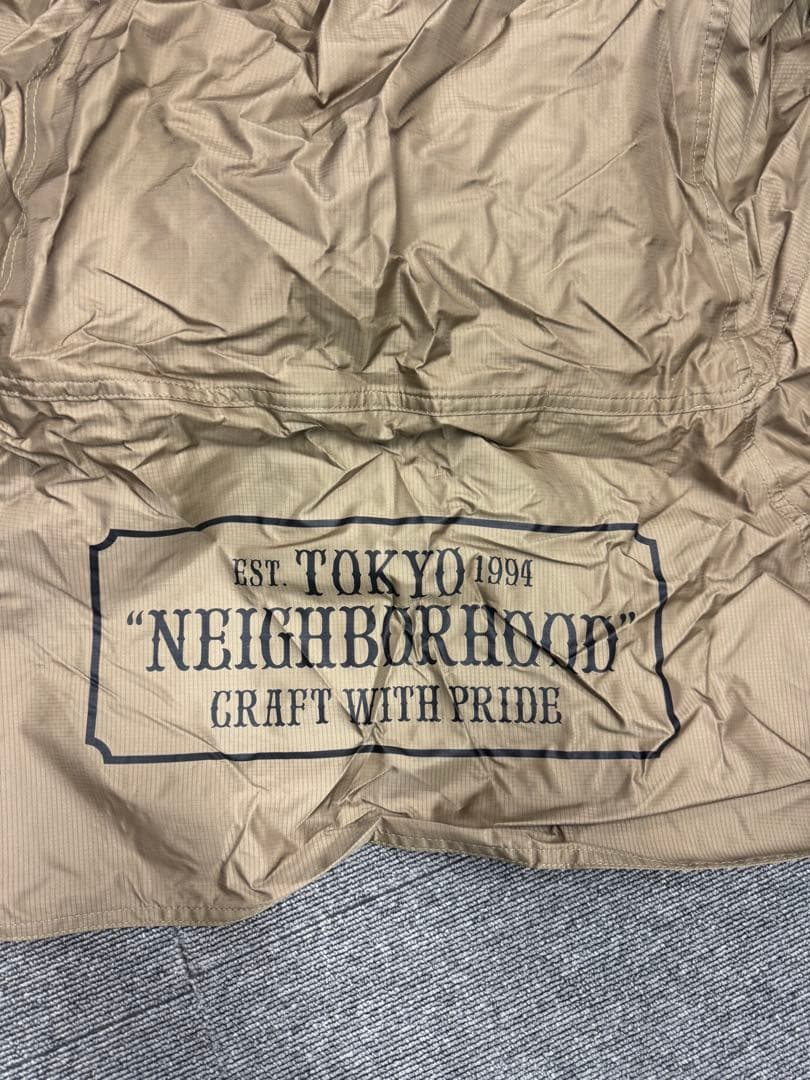 EST. TOKYO 1994
“NEIGHBORHOOD”
CRAFT WITH PRIDE